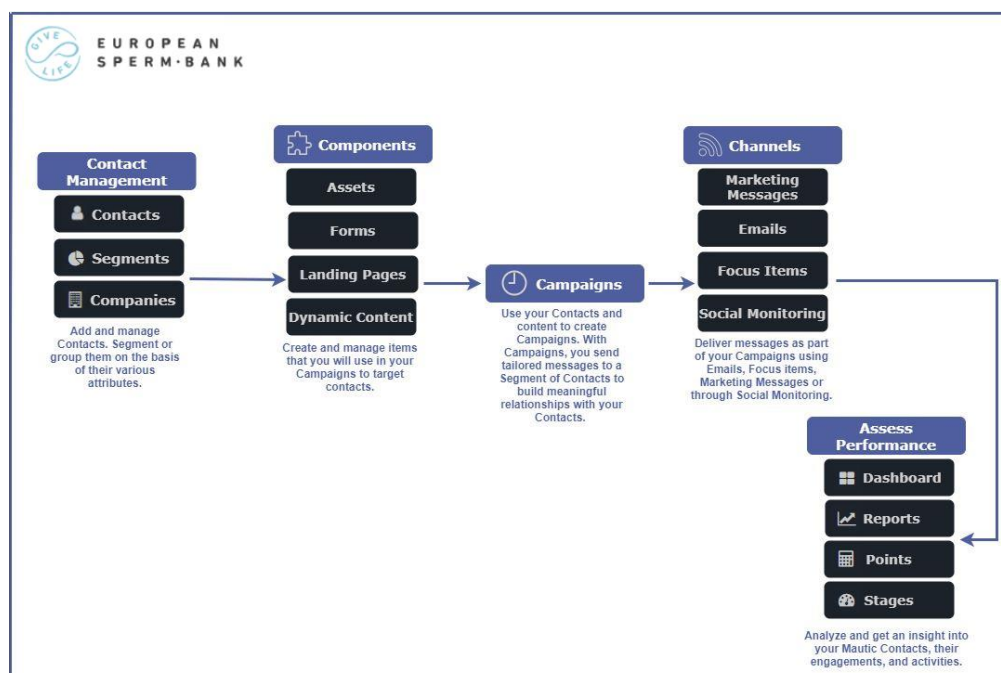 GIVE
LIFE
EUROPEAN
SPERM·BANK
Contact
Management
Contacts
Segments
Companies
Add and manage
Contacts. Segment or
group them on the basis
of their various
attributes.
Components
Assets
Forms
Landing Pages
Dynamic Content
Create and manage items
that you will use in your
Campaigns to target
contacts.
Campaigns
Use your Contacts and
content to create
Campaigns. With
Campaigns, you send
tailored messages to a
Segment of Contacts to
build meaningful
relationships with your
Contacts.
Channels
Marketing
Messages
Emails
Focus Items
Social Monitoring
Deliver messages as part
of your Campaigns using
Emails, Focus items,
Marketing Messages or
through Social Monitoring.
Assess
Performance
Dashboard
Reports
Points
Stages
Analyze and get an insight into
your Mautic Contacts, their
engagements, and activities.